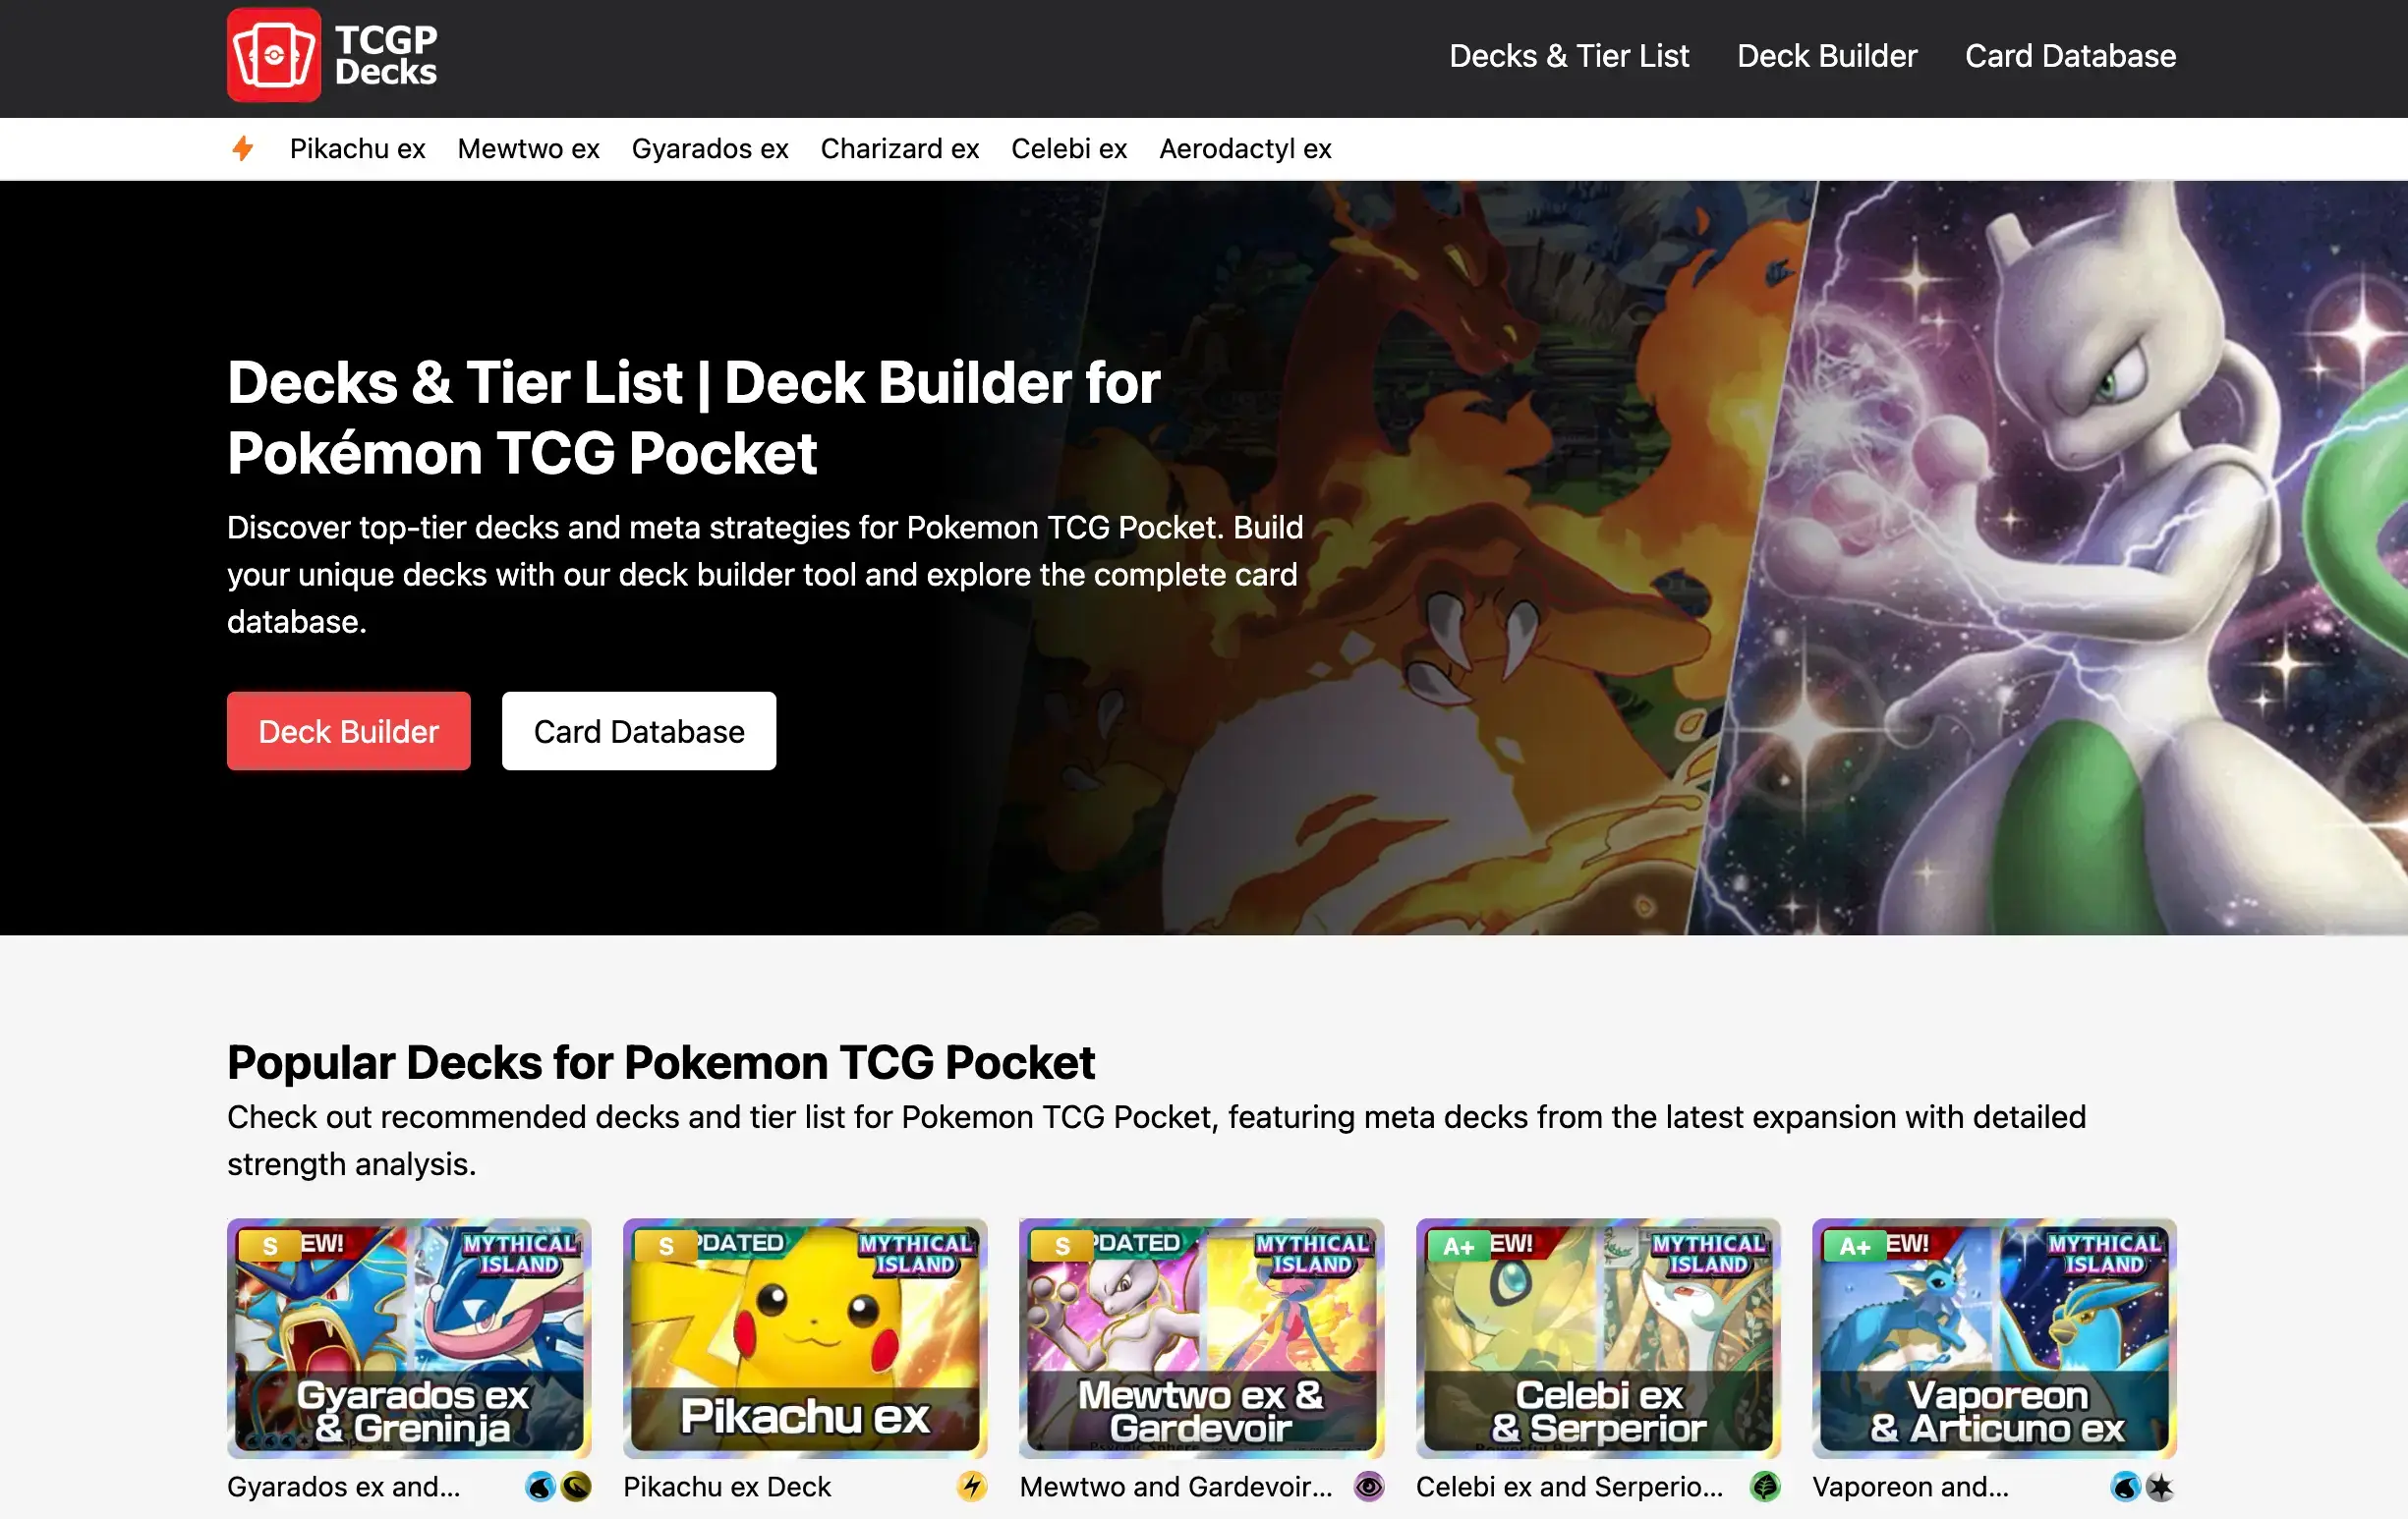 TCGP
Decks
Decks & Tier List
Deck Builder
Card Database
Pikachu ex
Mewtwo ex
Gyarados ex
Charizard ex
Celebi ex
Aerodactyl ex
Decks & Tier List | Deck Builder for
Pokémon TCG Pocket
Discover top-tier decks and meta strategies for Pokemon TCG Pocket. Build
your unique decks with our deck builder tool and explore the complete card
database.
Deck Builder
Card Database
Popular Decks for Pokemon TCG Pocket
Check out recommended decks and tier list for Pokemon TCG Pocket, featuring meta decks from the latest expansion with detailed
strength analysis.
S
EW!
MYTHICAL
ISLAND
Gyarados ex
& Greninja
Gyarados ex and...
S
PDATED
MYTHICAL
ISLAND
Pikachu ex
Pikachu ex Deck
S
PDATED
MYTHICAL
ISLAND
Mewtwo ex &
Gardevoir
Mewtwo and Gardevoir...
A+
EW!
MYTHICAL
ISLAND
Celebi ex
& Serperior
Celebi ex and Serperio...
A+
EW!
MYTHICAL
ISLAND
Vaporeon
& Articuno ex
Vaporeon and...